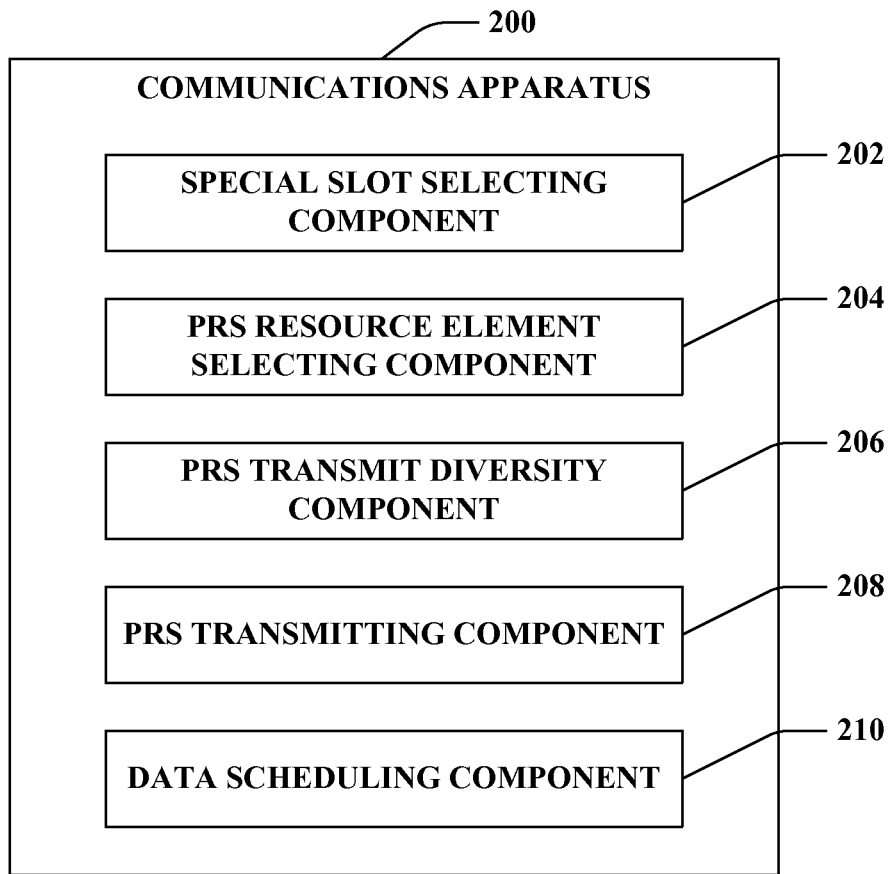 200
COMMUNICATIONS APPARATUS
202
SPECIAL SLOT SELECTING
COMPONENT
204
PRS RESOURCE ELEMENT
SELECTING COMPONENT
206
PRS TRANSMIT DIVERSITY
COMPONENT
208
PRS TRANSMITTING COMPONENT
210
DATA SCHEDULING COMPONENT